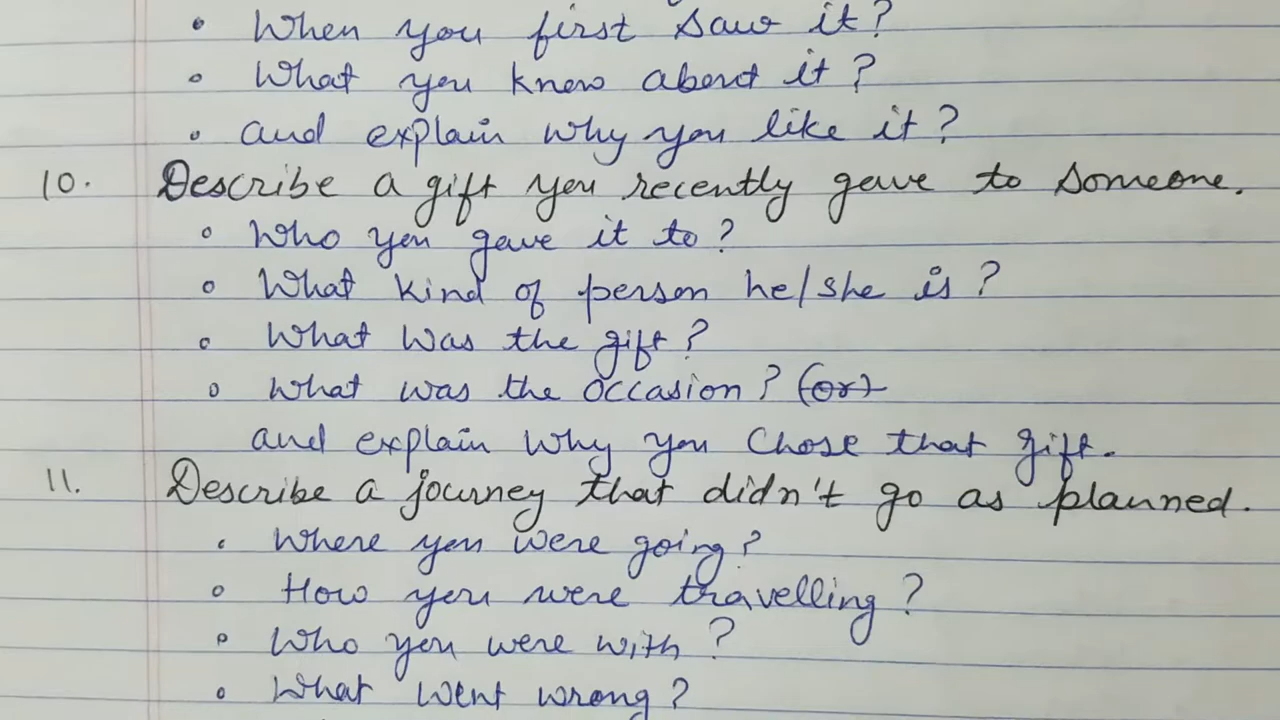 • When you first saw it?
• What you know about it?
• and explain why you like it?
10. Describe a gift you recently gave to someone.
• Who you gave it to?
• What kind of person he/she is?
• What was the gift?
• What was the occasion? (or)
and explain why you chose that gift.
11. Describe a journey that didn't go as planned.
• Where you were going?
• How you were travelling?
• Who you were with?
• What went wrong?